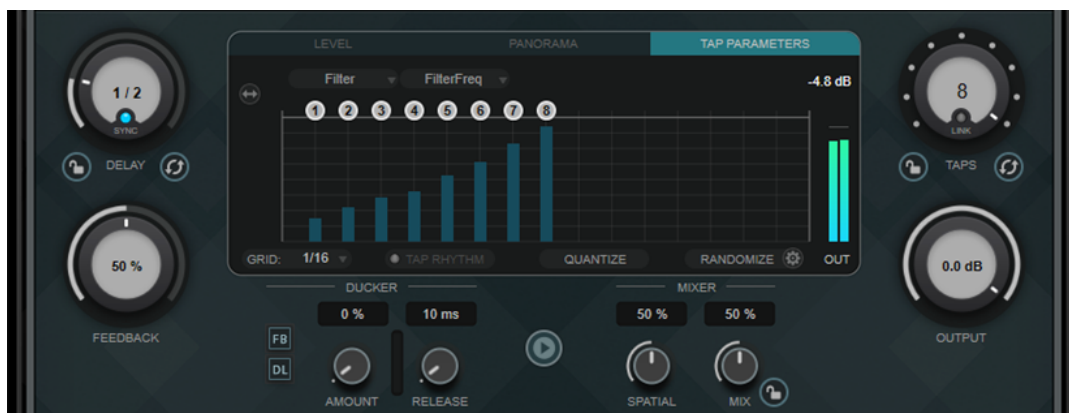 LEVEL PANORAMA TAP PARAMETERS
Filter FilterFreq -4.8 dB
1 / 2
SYNC
DELAY
1 2 3 4 5 6 7 8
8
LINK
TAPS
GRID: 1/16 TAP RHYTHM QUANTIZE RANDOMIZE OUT
50 %
FEEDBACK
0.0 dB
OUTPUT
DUCKER MIXER
0 % 10 ms 50 % 50 %
FB
DL
AMOUNT RELEASE SPATIAL MIX